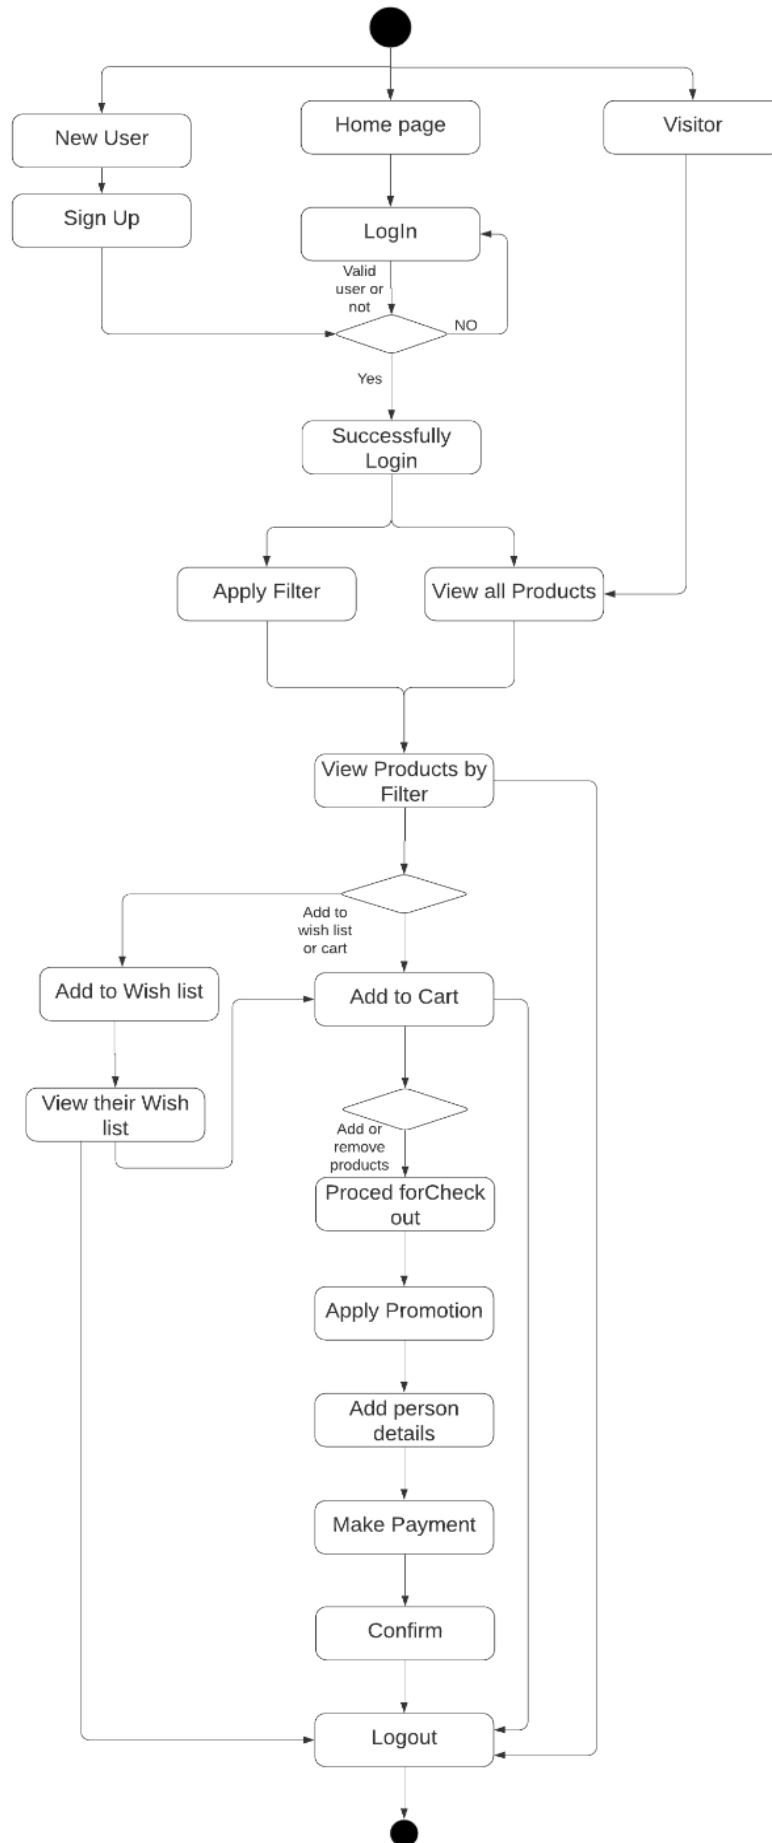 New User
Home page
Visitor
Sign Up
LogIn
Valid
user or
not
NO
Yes
Successfully
Login
Apply Filter
View all Products
View Products by
Filter
Add to
wish list
or cart
Add to Wish list
Add to Cart
View their Wish
list
Add or
remove
products
Proced forCheck
out
Apply Promotion
Add person
details
Make Payment
Confirm
Logout